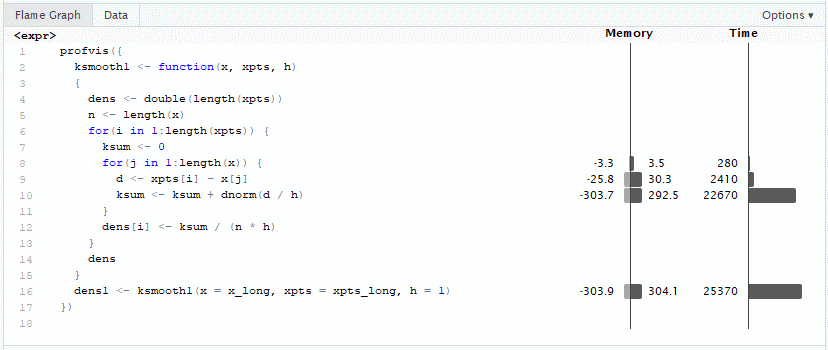 Flame Graph Data Options ▾
<expr> Memory Time
1 profvis({
2 ksmooth1 <- function(x, xpts, h)
3 {
4 dens <- double(length(xpts))
5 n <- length(x)
6 for(i in 1:length(xpts)) {
7 ksum <- 0
8 for(j in 1:length(x)) { -3.3 3.5 280
9 d <- xpts[i] - x[j] -25.8 30.3 2410
10 ksum <- ksum + dnorm(d / h) -303.7 292.5 22670
11 }
12 dens[i] <- ksum / (n * h)
13 }
14 dens
15 }
16 dens1 <- ksmooth1(x = x_long, xpts = xpts_long, h = 1) -303.9 304.1 25370
17 })
18